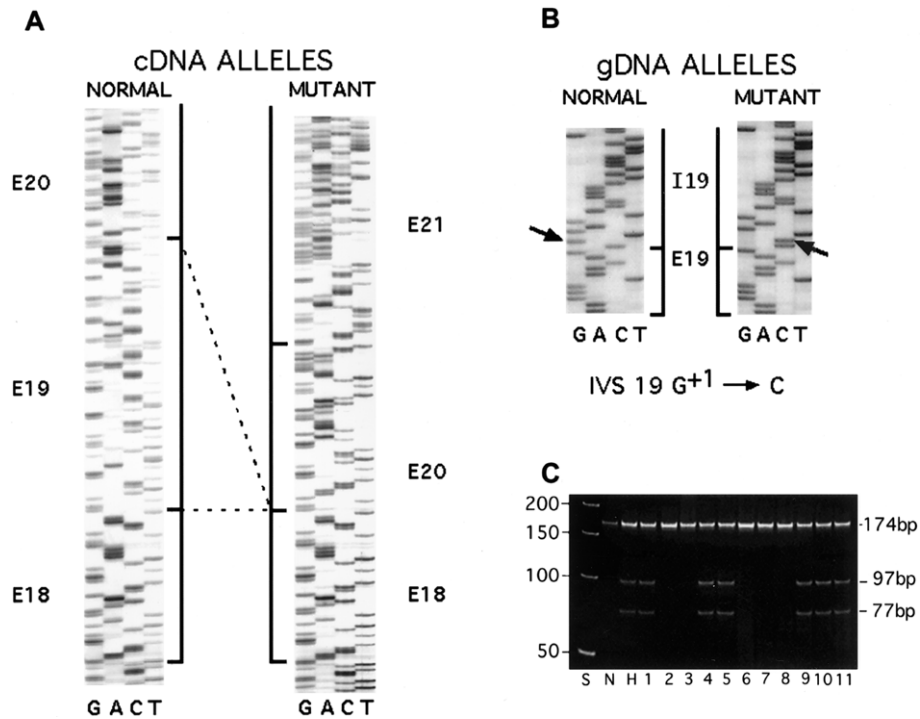 A
cDNA ALLELES
NORMAL
MUTANT
E20
E19
E18
E21
E20
E18
G A C T
G A C T
B
gDNA ALLELES
NORMAL
MUTANT
I19
E19
G A C T
G A C T
IVS 19 G+1 → C
C
200
150
100
50
174bp
97bp
77bp
S N H 1 2 3 4 5 6 7 8 9 10 11